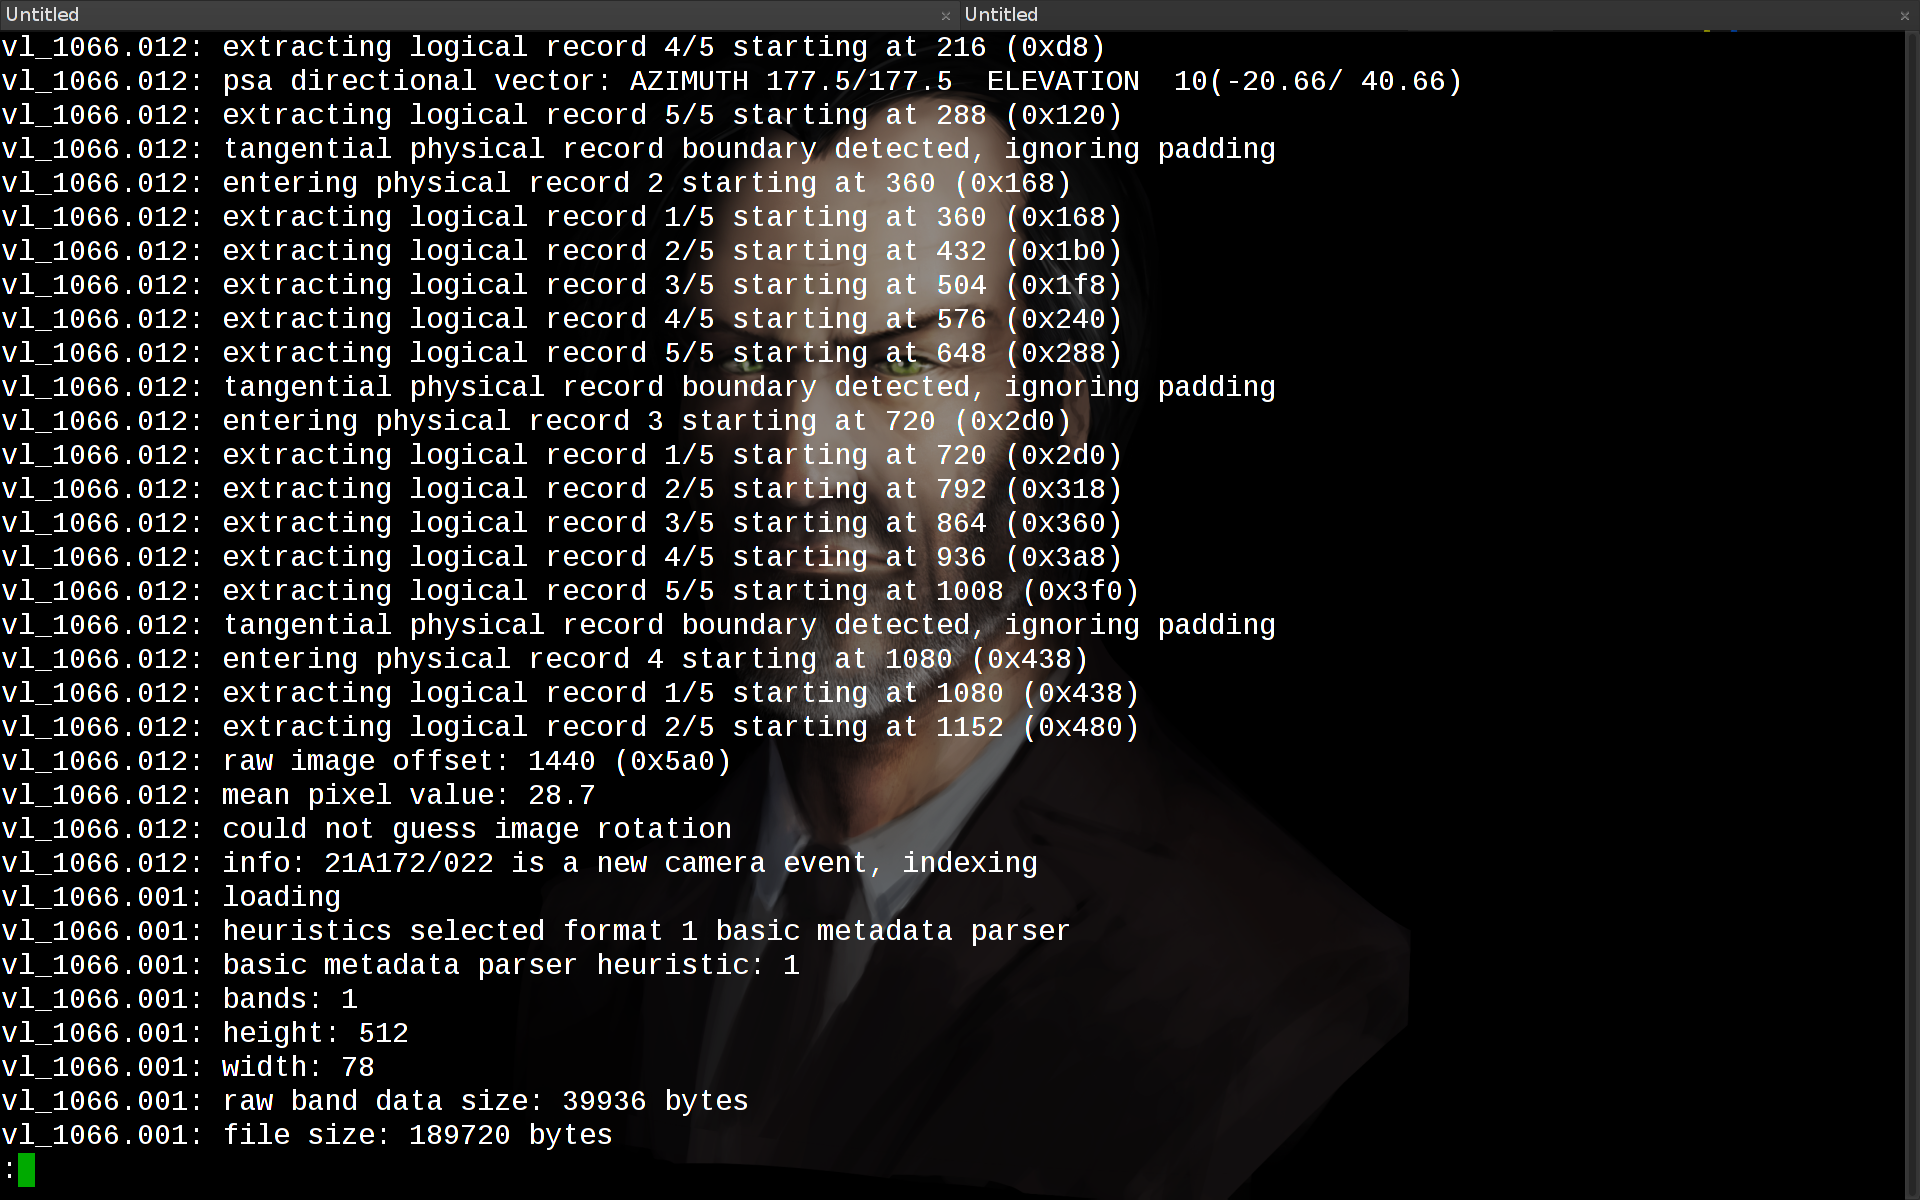 Untitled × Untitled ×
vl_1066.012: extracting logical record 4/5 starting at 216 (0xd8)
vl_1066.012: psa directional vector: AZIMUTH 177.5/177.5  ELEVATION  10(-20.66/ 40.66)
vl_1066.012: extracting logical record 5/5 starting at 288 (0x120)
vl_1066.012: tangential physical record boundary detected, ignoring padding
vl_1066.012: entering physical record 2 starting at 360 (0x168)
vl_1066.012: extracting logical record 1/5 starting at 360 (0x168)
vl_1066.012: extracting logical record 2/5 starting at 432 (0x1b0)
vl_1066.012: extracting logical record 3/5 starting at 504 (0x1f8)
vl_1066.012: extracting logical record 4/5 starting at 576 (0x240)
vl_1066.012: extracting logical record 5/5 starting at 648 (0x288)
vl_1066.012: tangential physical record boundary detected, ignoring padding
vl_1066.012: entering physical record 3 starting at 720 (0x2d0)
vl_1066.012: extracting logical record 1/5 starting at 720 (0x2d0)
vl_1066.012: extracting logical record 2/5 starting at 792 (0x318)
vl_1066.012: extracting logical record 3/5 starting at 864 (0x360)
vl_1066.012: extracting logical record 4/5 starting at 936 (0x3a8)
vl_1066.012: extracting logical record 5/5 starting at 1008 (0x3f0)
vl_1066.012: tangential physical record boundary detected, ignoring padding
vl_1066.012: entering physical record 4 starting at 1080 (0x438)
vl_1066.012: extracting logical record 1/5 starting at 1080 (0x438)
vl_1066.012: extracting logical record 2/5 starting at 1152 (0x480)
vl_1066.012: raw image offset: 1440 (0x5a0)
vl_1066.012: mean pixel value: 28.7
vl_1066.012: could not guess image rotation
vl_1066.012: info: 21A172/022 is a new camera event, indexing
vl_1066.001: loading
vl_1066.001: heuristics selected format 1 basic metadata parser
vl_1066.001: basic metadata parser heuristic: 1
vl_1066.001: bands: 1
vl_1066.001: height: 512
vl_1066.001: width: 78
vl_1066.001: raw band data size: 39936 bytes
vl_1066.001: file size: 189720 bytes
: